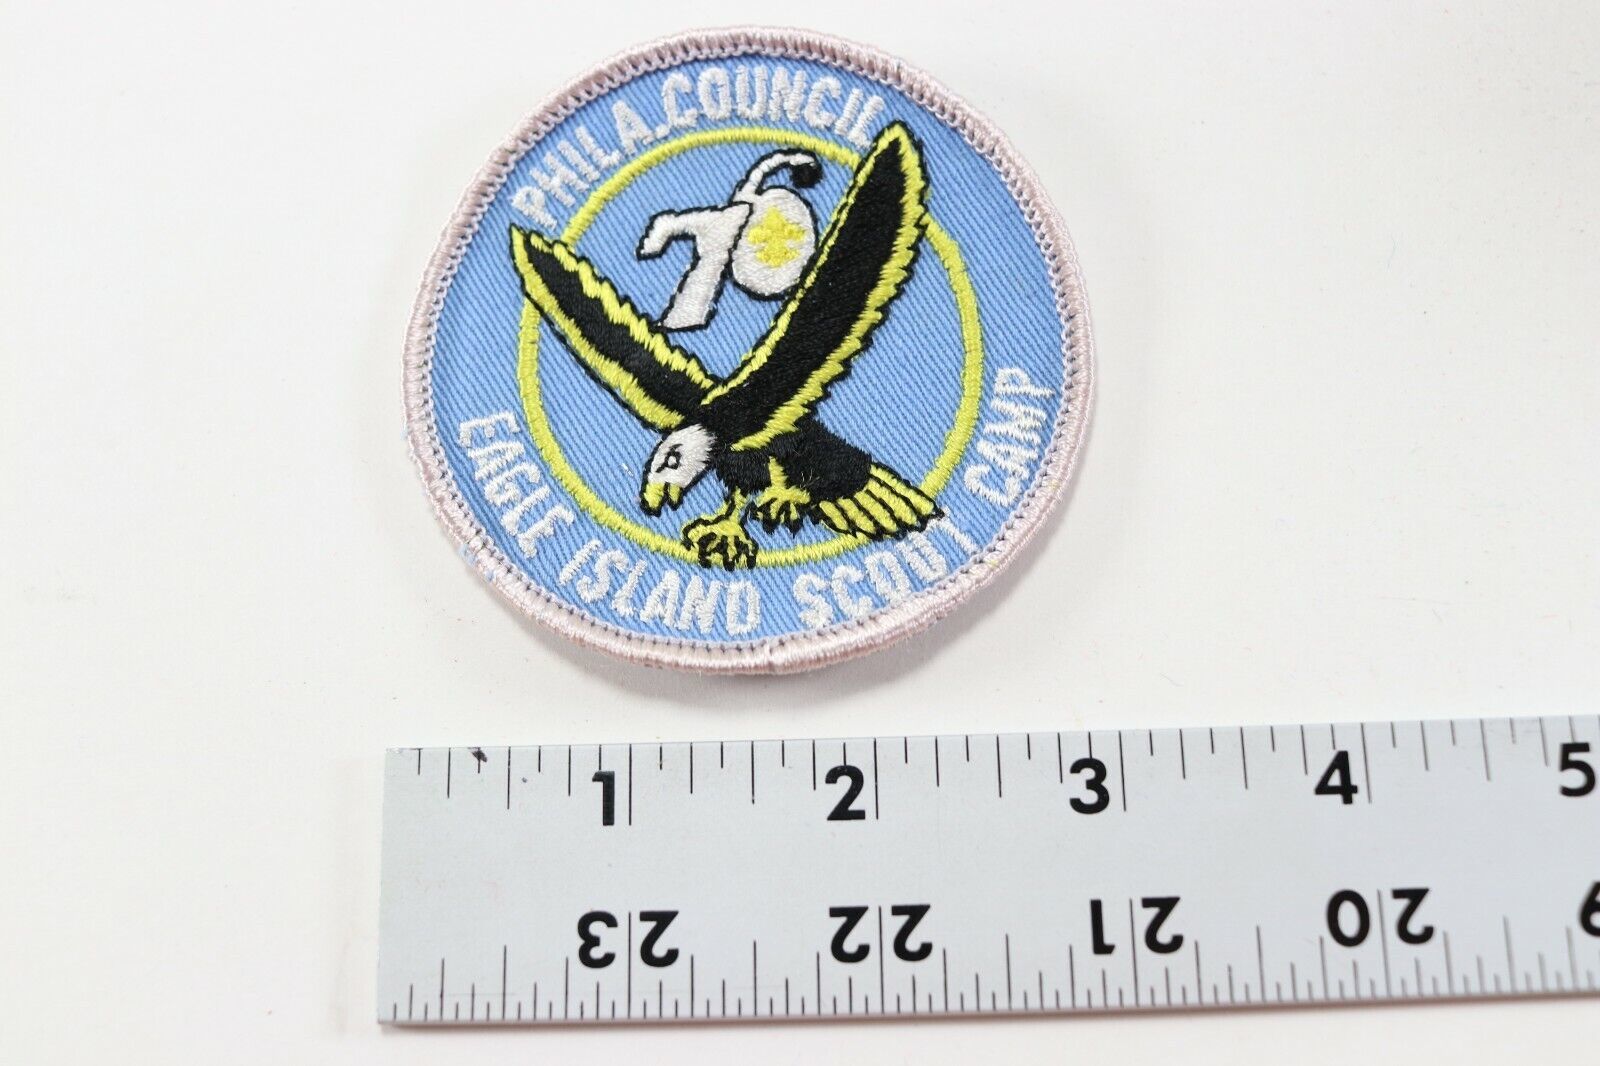 PHILA.COUNCIL
76
EAGLE ISLAND SCOUT CAMP
1 2 3 4 5
23 22 21 20